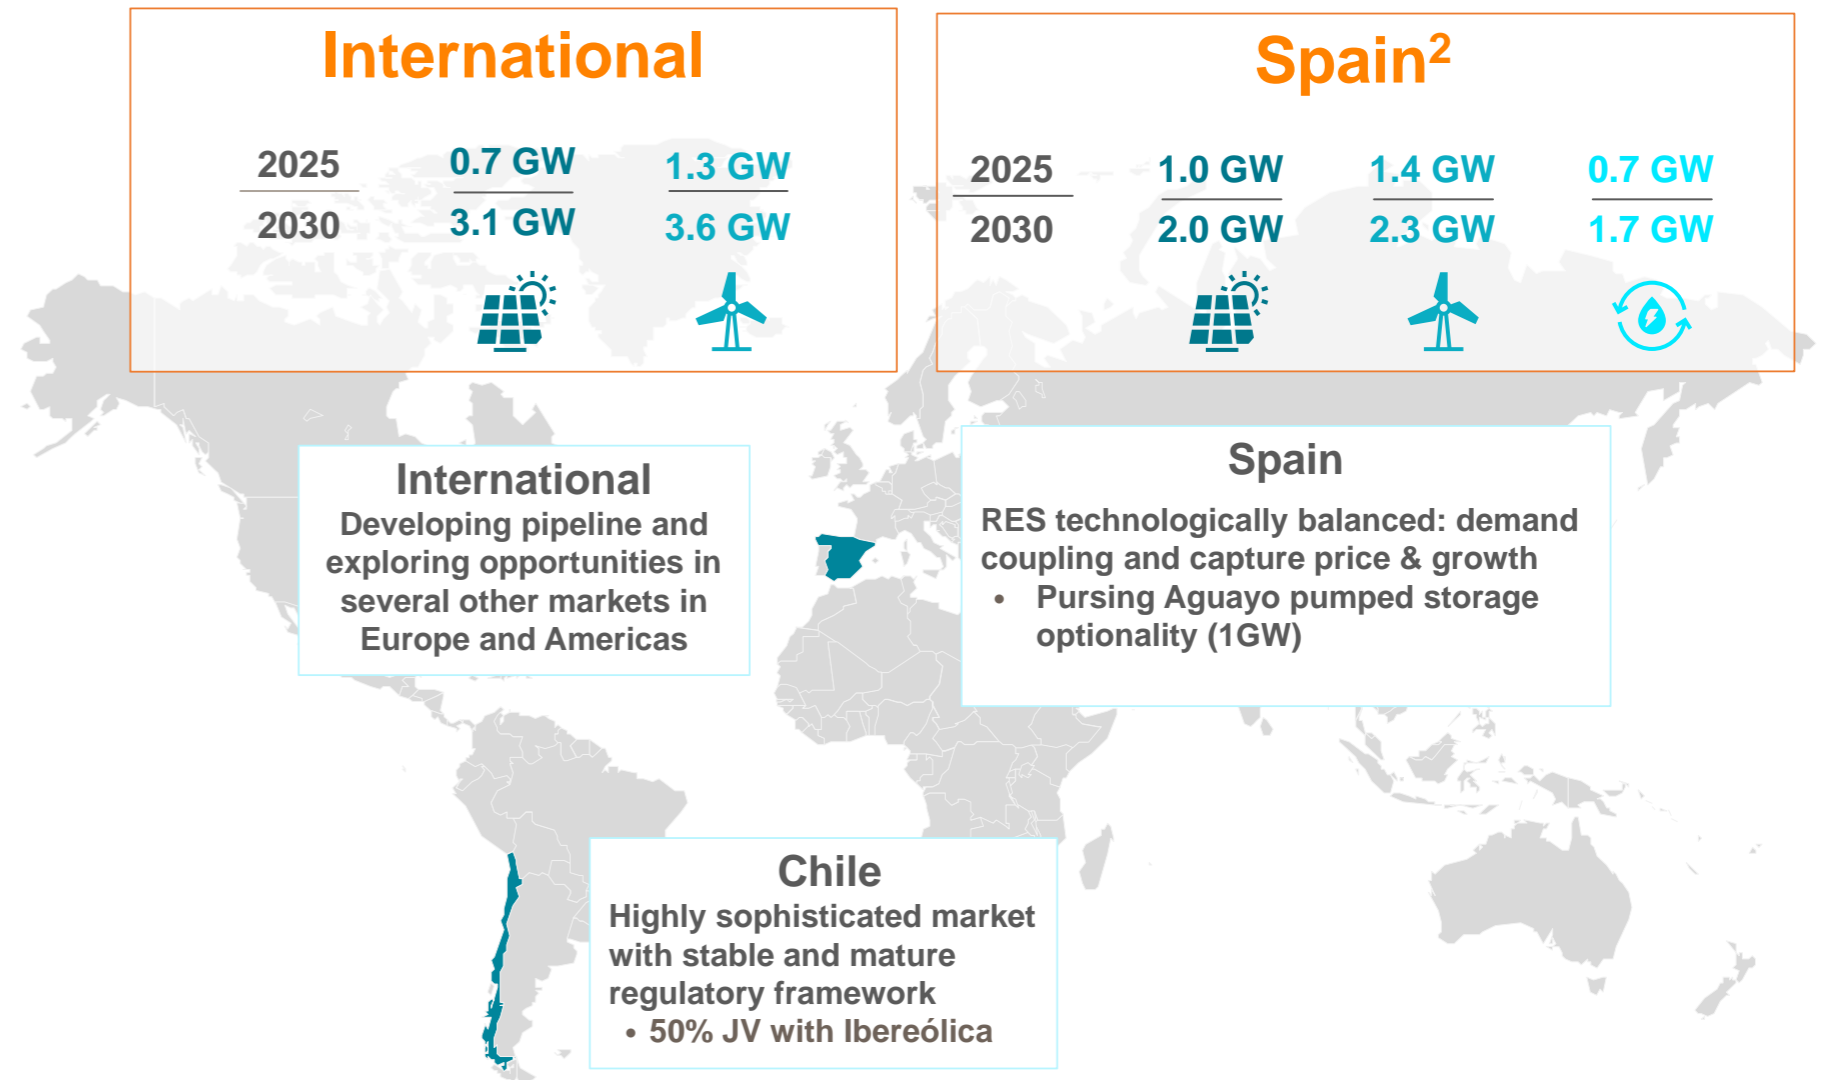 International
2025 0.7 GW 1.3 GW
2030 3.1 GW 3.6 GW
Spain²
2025 1.0 GW 1.4 GW 0.7 GW
2030 2.0 GW 2.3 GW 1.7 GW
International
Developing pipeline and
exploring opportunities in
several other markets in
Europe and Americas
Spain
RES technologically balanced: demand
coupling and capture price & growth
• Pursing Aguayo pumped storage
optionality (1GW)
Chile
Highly sophisticated market
with stable and mature
regulatory framework
• 50% JV with Ibereólica